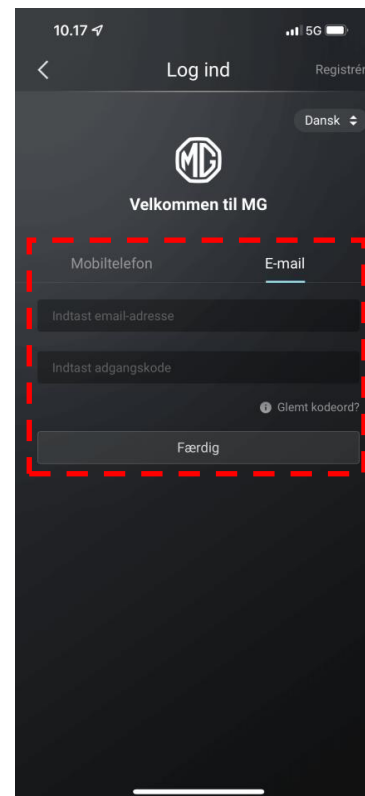 10.17 5G
Log ind Registrér
Dansk
MG
Velkommen til MG
Mobiltelefon E-mail
Indtast email-adresse
Indtast adgangskode
Glemt kodeord?
Færdig